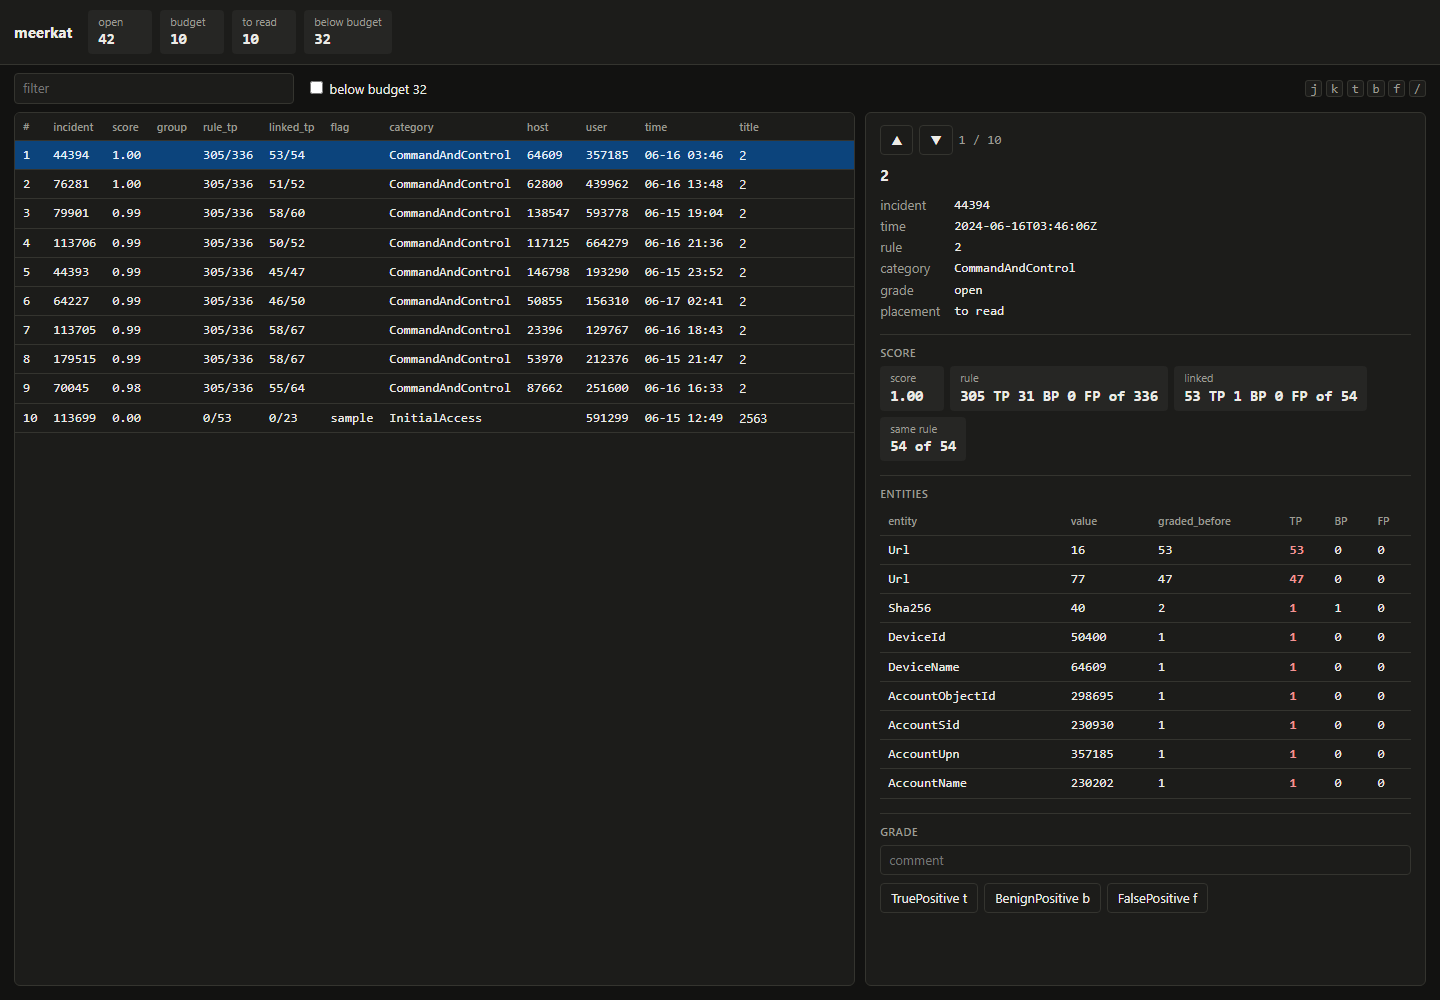 meerkat
open 42
budget 10
to read 10
below budget 32
filter
below budget 32
j k t b f /
# incident score group rule_tp linked_tp flag category host user time title
1 44394 1.00 305/336 53/54 CommandAndControl 64609 357185 06-16 03:46 2
2 76281 1.00 305/336 51/52 CommandAndControl 62800 439962 06-16 13:48 2
3 79901 0.99 305/336 58/60 CommandAndControl 138547 593778 06-15 19:04 2
4 113706 0.99 305/336 50/52 CommandAndControl 117125 664279 06-16 21:36 2
5 44393 0.99 305/336 45/47 CommandAndControl 146798 193290 06-15 23:52 2
6 64227 0.99 305/336 46/50 CommandAndControl 50855 156310 06-17 02:41 2
7 113705 0.99 305/336 58/67 CommandAndControl 23396 129767 06-16 18:43 2
8 179515 0.99 305/336 58/67 CommandAndControl 53970 212376 06-15 21:47 2
9 70045 0.98 305/336 55/64 CommandAndControl 87662 251600 06-16 16:33 2
10 113699 0.00 0/53 0/23 sample InitialAccess 591299 06-15 12:49 2563
▲ ▼ 1 / 10
2
incident 44394
time 2024-06-16T03:46:06Z
rule 2
category CommandAndControl
grade open
placement to read
SCORE
score 1.00
rule 305 TP 31 BP 0 FP of 336
linked 53 TP 1 BP 0 FP of 54
same rule 54 of 54
ENTITIES
entity value graded_before TP BP FP
Url 16 53 53 0 0
Url 77 47 47 0 0
Sha256 40 2 1 1 0
DeviceId 50400 1 1 0 0
DeviceName 64609 1 1 0 0
AccountObjectId 298695 1 1 0 0
AccountSid 230930 1 1 0 0
AccountUpn 357185 1 1 0 0
AccountName 230202 1 1 0 0
GRADE
comment
TruePositive t
BenignPositive b
FalsePositive f